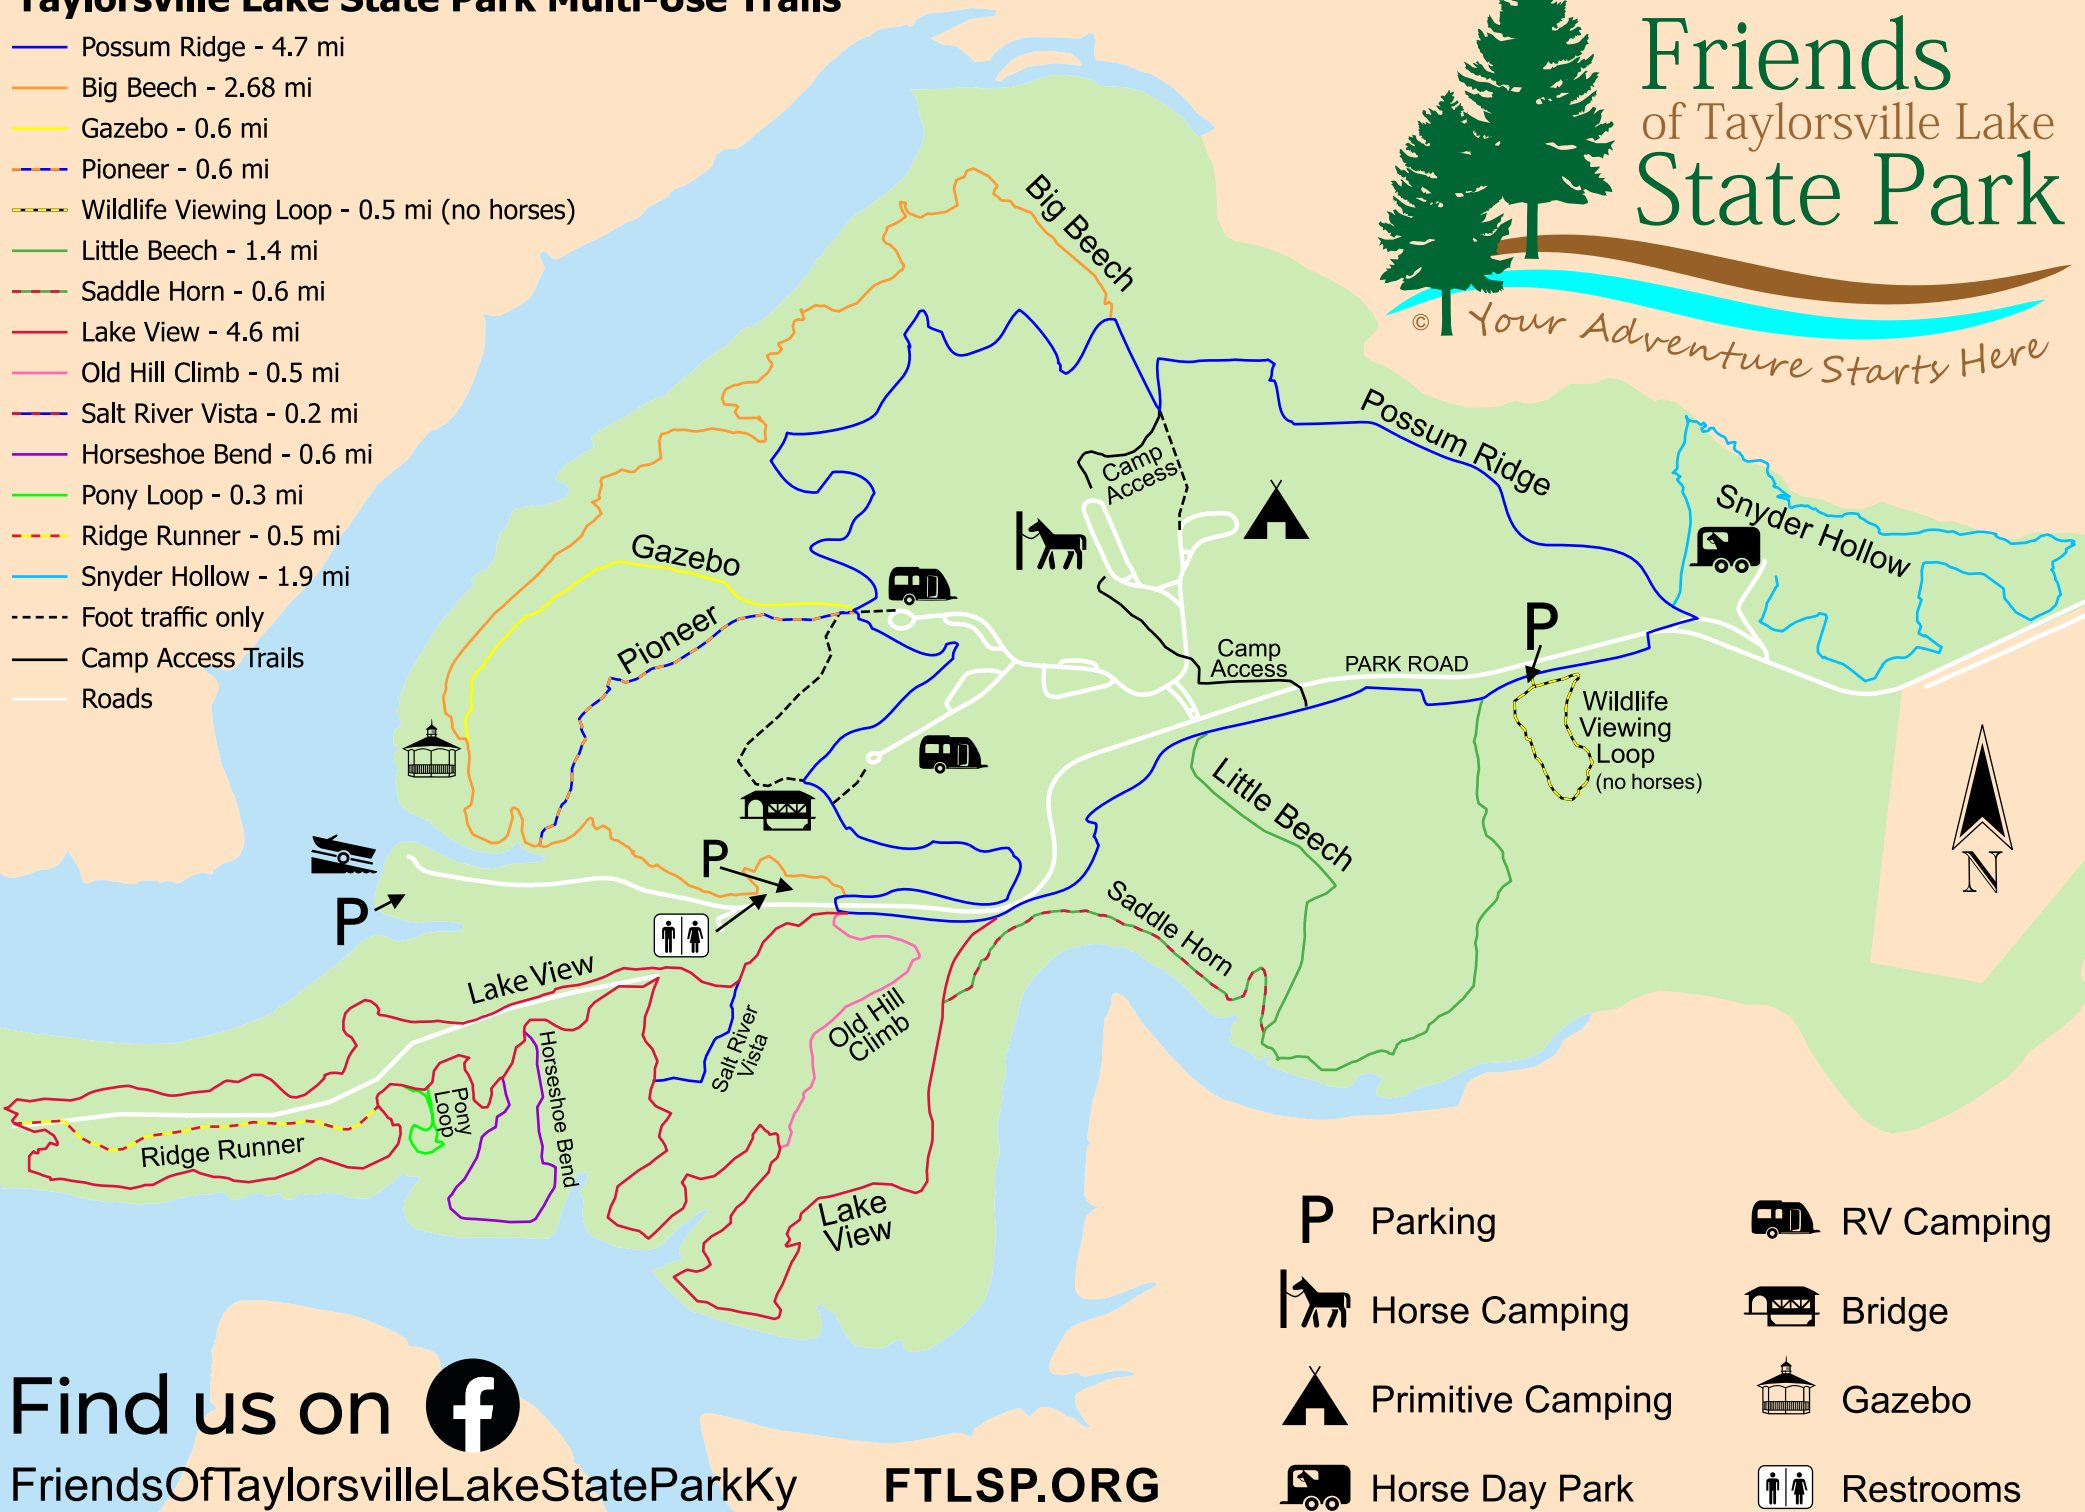 Taylorsville Lake State Park Multi-Use Trails
Possum Ridge - 4.7 mi
Big Beech - 2.68 mi
Gazebo - 0.6 mi
Pioneer - 0.6 mi
Wildlife Viewing Loop - 0.5 mi (no horses)
Little Beech - 1.4 mi
Saddle Horn - 0.6 mi
Lake View - 4.6 mi
Old Hill Climb - 0.5 mi
Salt River Vista - 0.2 mi
Horseshoe Bend - 0.6 mi
Pony Loop - 0.3 mi
Ridge Runner - 0.5 mi
Snyder Hollow - 1.9 mi
Foot traffic only
Camp Access Trails
Roads
Friends
of Taylorsville Lake
State Park
© Your Adventure Starts Here
Big Beech
Possum Ridge
Camp
Access
Snyder Hollow
Gazebo
Pioneer
P
Camp
Access
PARK ROAD
Wildlife
Viewing
Loop
(no horses)
Little Beech
P
P
Saddle Horn
Lake View
Old Hill
Climb
Salt River
Vista
Horseshoe Bend
Pony
Loop
Ridge Runner
Lake
View
N
P Parking
RV Camping
Horse Camping
Bridge
Primitive Camping
Gazebo
Horse Day Park
Restrooms
Find us on f
FriendsOfTaylorsvilleLakeStateParkKy
FTLSP.ORG